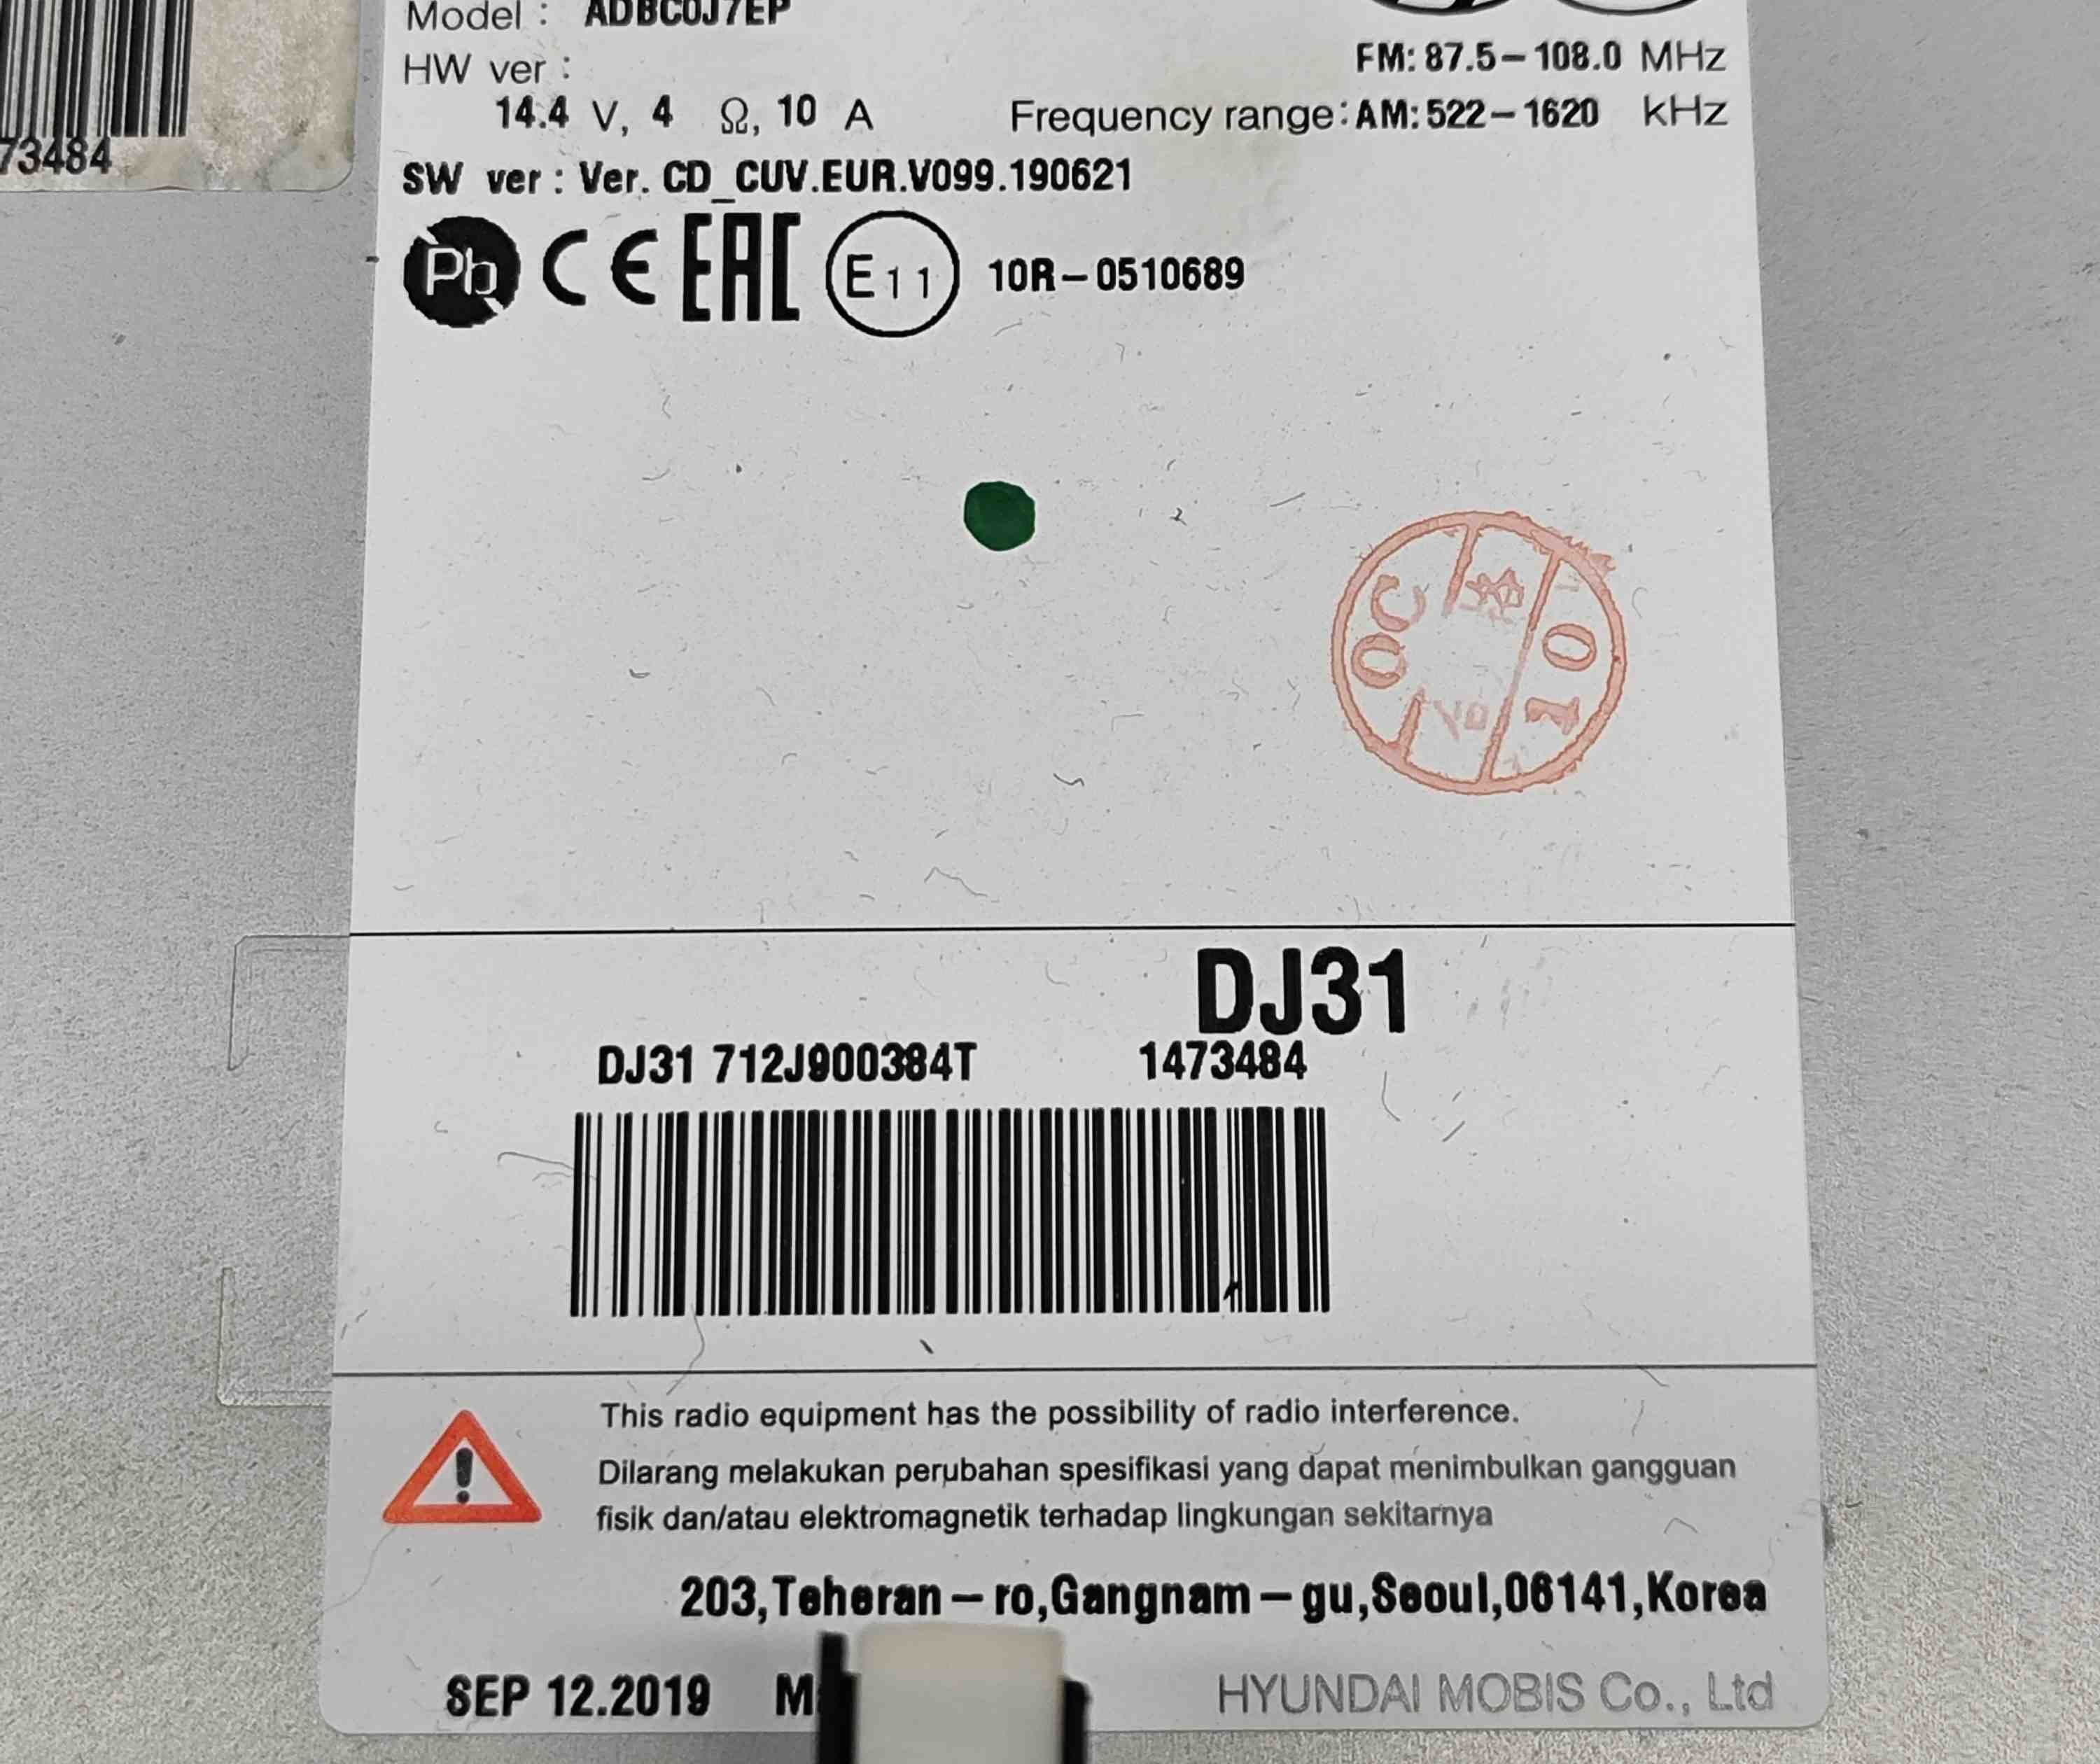 Model : ADBC0J7EP
HW ver :
FM: 87.5-108.0 MHz
14.4 V, 4 Ω, 10 A
Frequency range: AM: 522-1620 kHz
SW ver : Ver. CD_CUV.EUR.V099.190621
73484
Pb CE EAC E11 10R-0510689
OC
10
DJ31
DJ31 712J900384T 1473484
This radio equipment has the possibility of radio interference.
Dilarang melakukan perubahan spesifikasi yang dapat menimbulkan gangguan
fisik dan/atau elektromagnetik terhadap lingkungan sekitarnya
203,Teheran-ro,Gangnam-gu,Seoul,06141,Korea
SEP 12.2019 M
HYUNDAI MOBIS Co., Ltd